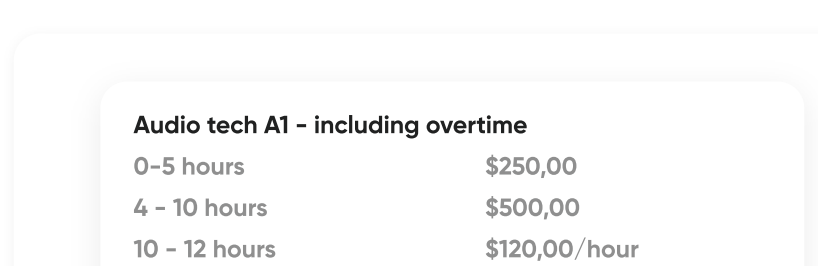 Audio tech A1 - including overtime
0-5 hours $250,00
4 - 10 hours $500,00
10 - 12 hours $120,00/hour